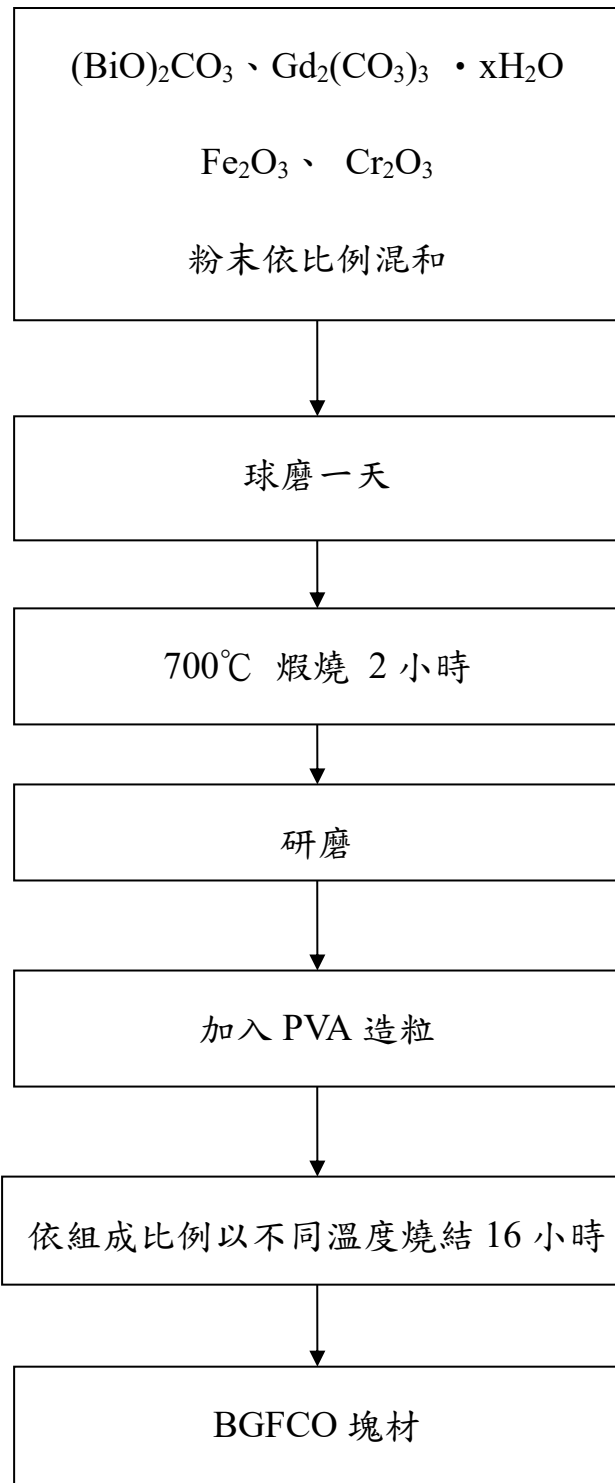 (BiO)₂CO₃、Gd₂(CO₃)₃ ・xH₂O
Fe₂O₃、 Cr₂O₃
粉末依比例混和
球磨一天
700℃ 煆燒 2 小時
研磨
加入 PVA 造粒
依組成比例以不同溫度燒結 16 小時
BGFCO 塊材